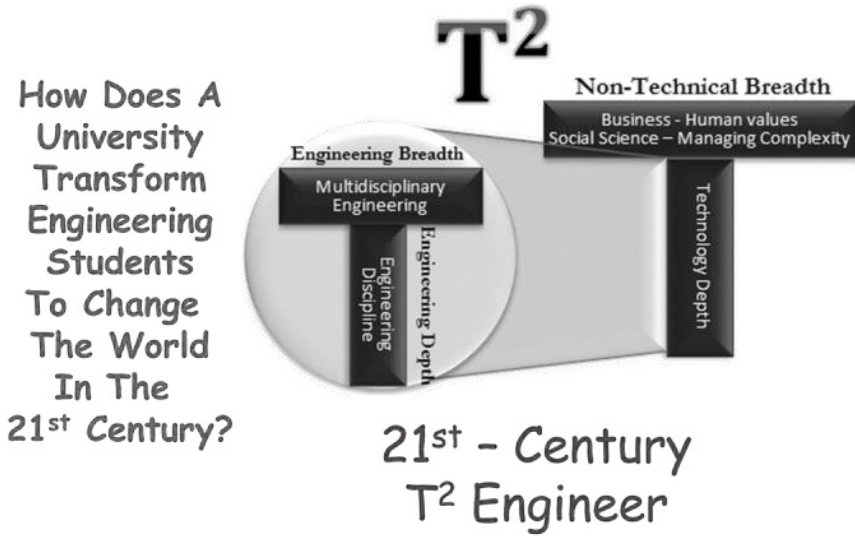 T²
How Does A
University
Transform
Engineering
Students
To Change
The World
In The
21st Century?
Engineering Breadth
Multidisciplinary
Engineering
Engineering
Discipline
Engineering Depth
Non-Technical Breadth
Business - Human values
Social Science – Managing Complexity
Technology Depth
21st – Century
T² Engineer